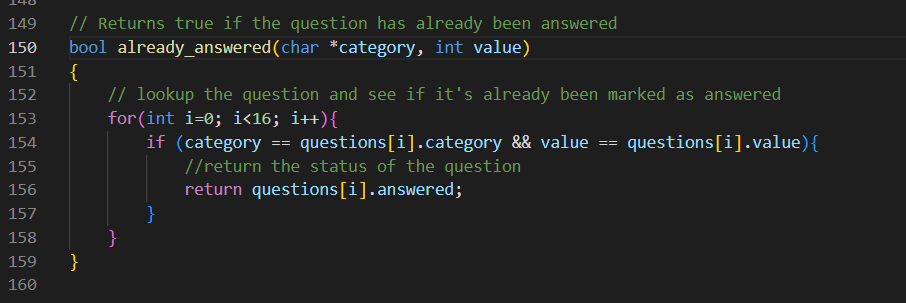 149 // Returns true if the question has already been answered
150 bool already_answered(char *category, int value)
151 {
152     // lookup the question and see if it's already been marked as answered
153     for(int i=0; i<16; i++){
154         if (category == questions[i].category && value == questions[i].value){
155             //return the status of the question
156             return questions[i].answered;
157         }
158     }
159 }
160